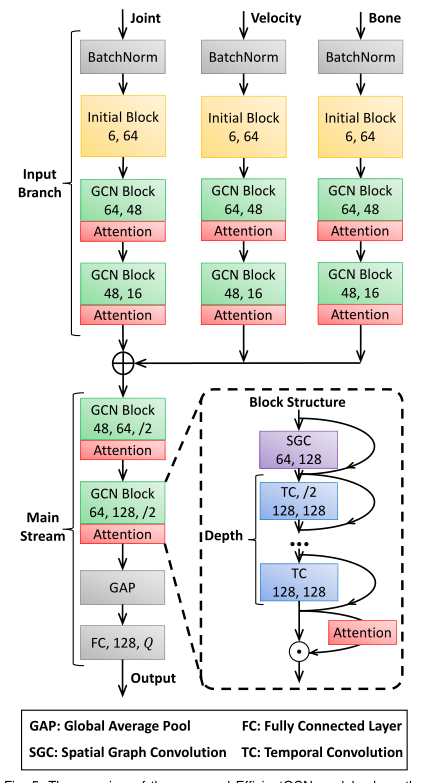 Joint
Velocity
Bone
BatchNorm
BatchNorm
BatchNorm
Initial Block
6, 64
Initial Block
6, 64
Initial Block
6, 64
Input
Branch
GCN Block
64, 48
Attention
GCN Block
64, 48
Attention
GCN Block
64, 48
Attention
GCN Block
48, 16
Attention
GCN Block
48, 16
Attention
GCN Block
48, 16
Attention
Main
Stream
GCN Block
48, 64, /2
Attention
GCN Block
64, 128, /2
Attention
GAP
FC, 128, Q
Output
Block Structure
SGC
64, 128
Depth
TC, /2
128, 128
•••
TC
128, 128
Attention
GAP: Global Average Pool
FC: Fully Connected Layer
SGC: Spatial Graph Convolution
TC: Temporal Convolution